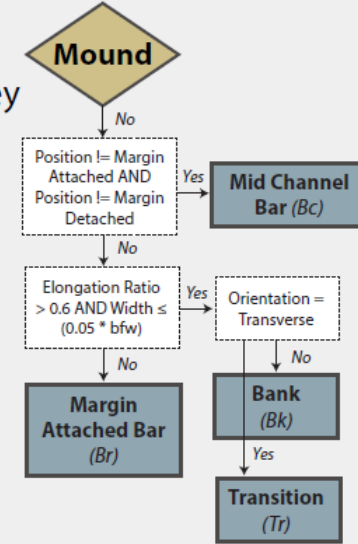 Mound
ey
No
Position != Margin
Attached AND
Position != Margin
Detached
Yes
Mid Channel
Bar (Bc)
No
Elongation Ratio
> 0.6 AND Width ≤
(0.05 * bfw)
Yes
Orientation =
Transverse
No
No
Margin
Attached Bar
(Br)
Bank
(Bk)
Yes
Transition
(Tr)